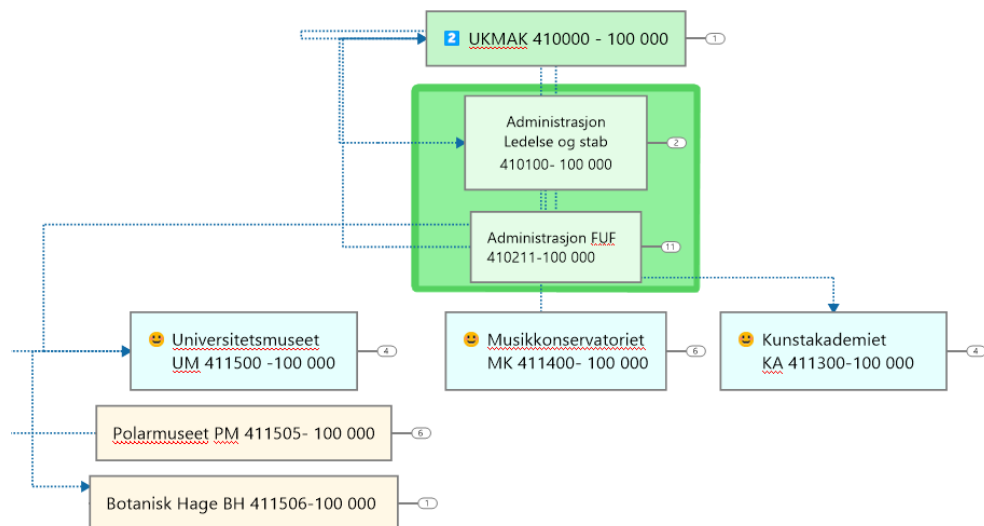 2 UKMAK 410000 - 100 000
1
Administrasjon
Ledelse og stab
410100- 100 000
2
Administrasjon FUF
410211-100 000
11
Universitetsmuseet
UM 411500 -100 000
4
Musikkonservatoriet
MK 411400- 100 000
6
Kunstakademiet
KA 411300-100 000
4
Polarmuseet PM 411505- 100 000
6
Botanisk Hage BH 411506-100 000
1